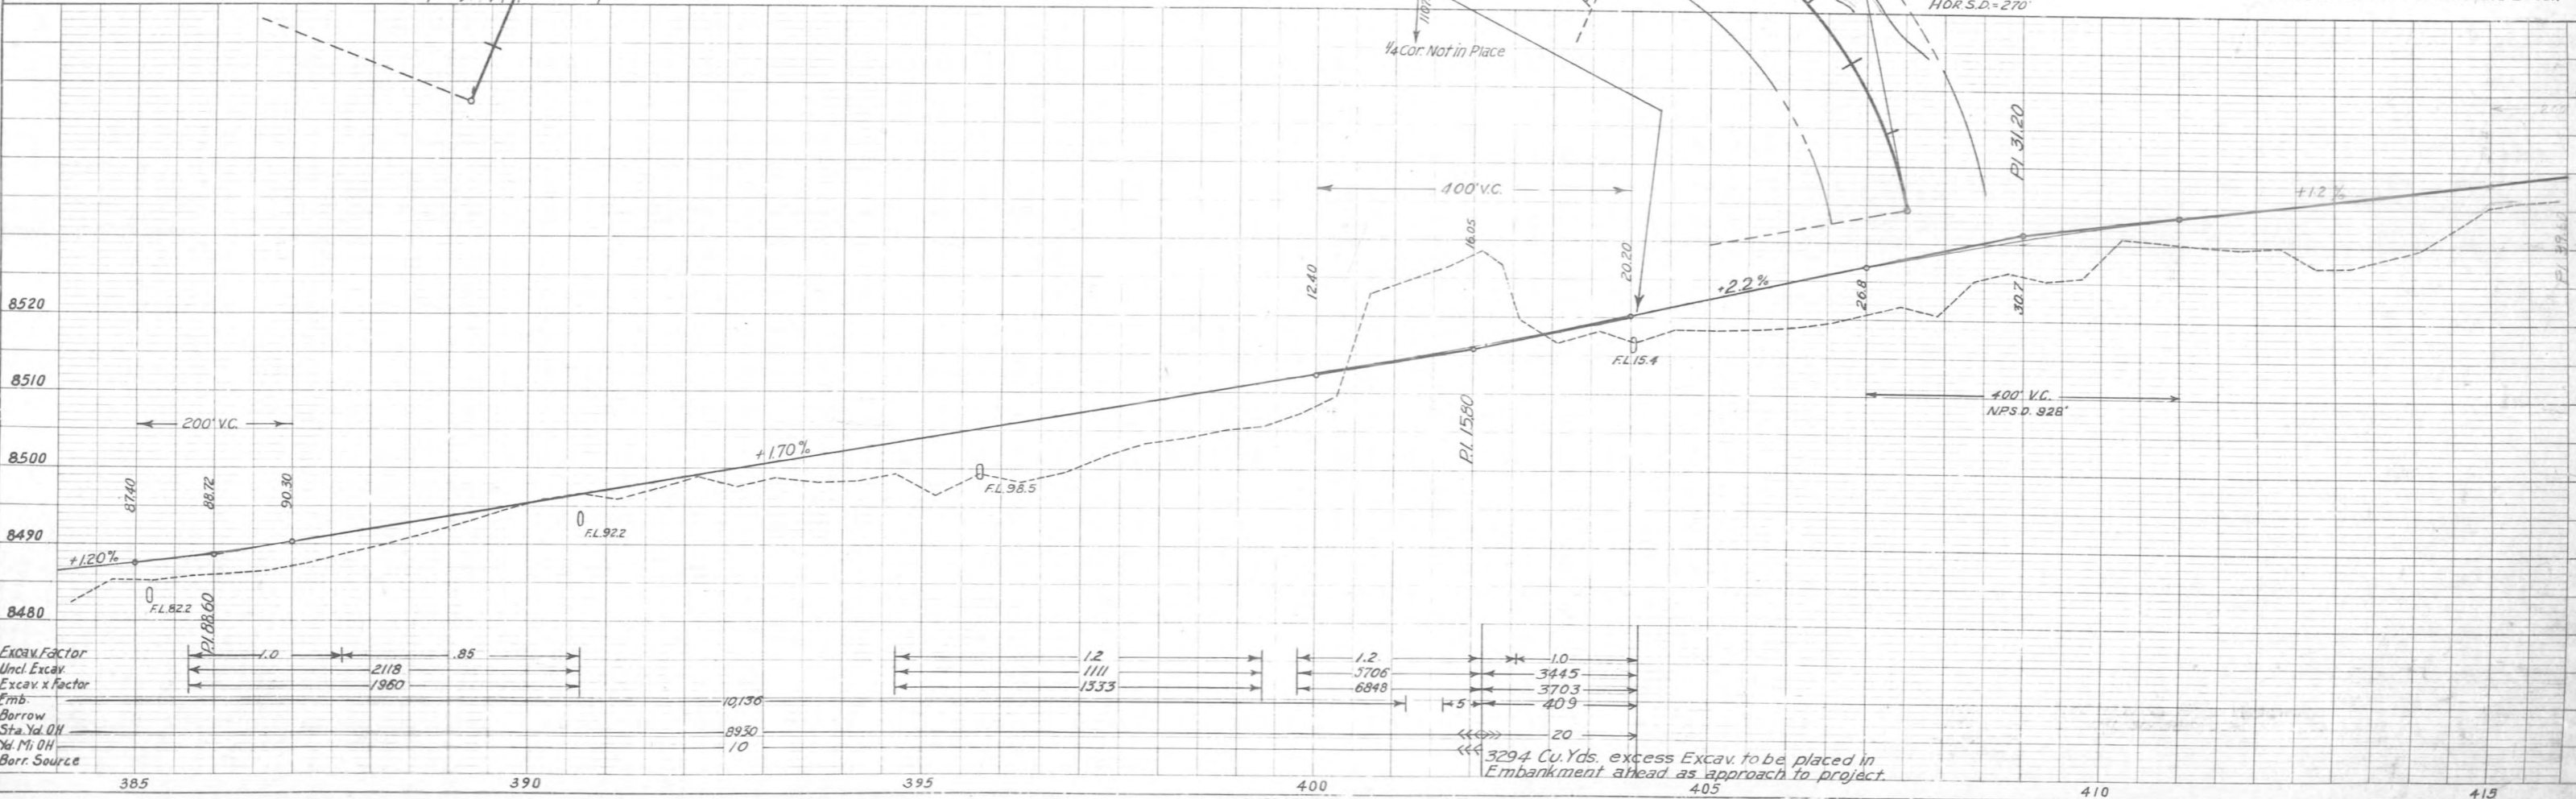 HOR.S.D.=270'
1/4 Cor. Not in Place
P.I. 31.20
400' V.C.
+1.2%
16.05
12.40
20.20
+2.2%
26.8
30.7
8520
F.L.15.4
8510
P.I. 15.80
400' V.C.
N.P.S.D. 928'
200' V.C.
+1.70%
8500
87.40
88.72
90.30
F.L.98.5
F.L.92.2
8490
+1.20%
F.L.82.2
P.I. 88.60
8480
Excav. Factor 1.0 .85 1.2 1.2 1.0
Uncl. Excav. 2118 1111 5706 3445
Excav. x Factor 1960 1333 6848 3703
Emb. 10,136 5 409
Borrow
Sta. Yd. OH 8930 20
Yd. Mi OH 10
Borr. Source
3294 Cu.Yds. excess Excav. to be placed in
Embankment ahead as approach to project.
385 390 395 400 405 410 415